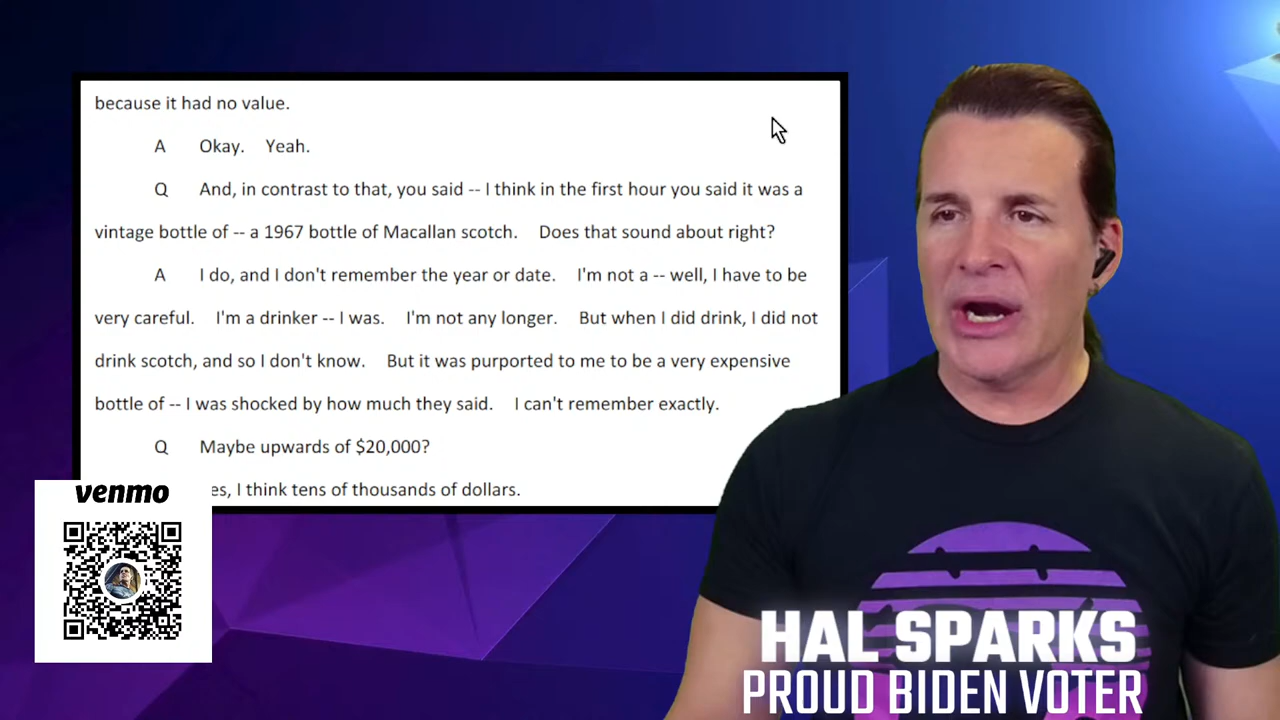 because it had no value.
A Okay. Yeah.
Q And, in contrast to that, you said -- I think in the first hour you said it was a
vintage bottle of -- a 1967 bottle of Macallan scotch. Does that sound about right?
A I do, and I don't remember the year or date. I'm not a -- well, I have to be
very careful. I'm a drinker -- I was. I'm not any longer. But when I did drink, I did not
drink scotch, and so I don't know. But it was purported to me to be a very expensive
bottle of -- I was shocked by how much they said. I can't remember exactly.
Q Maybe upwards of $20,000?
es, I think tens of thousands of dollars.
venmo
HAL SPARKS
PROUD BIDEN VOTER